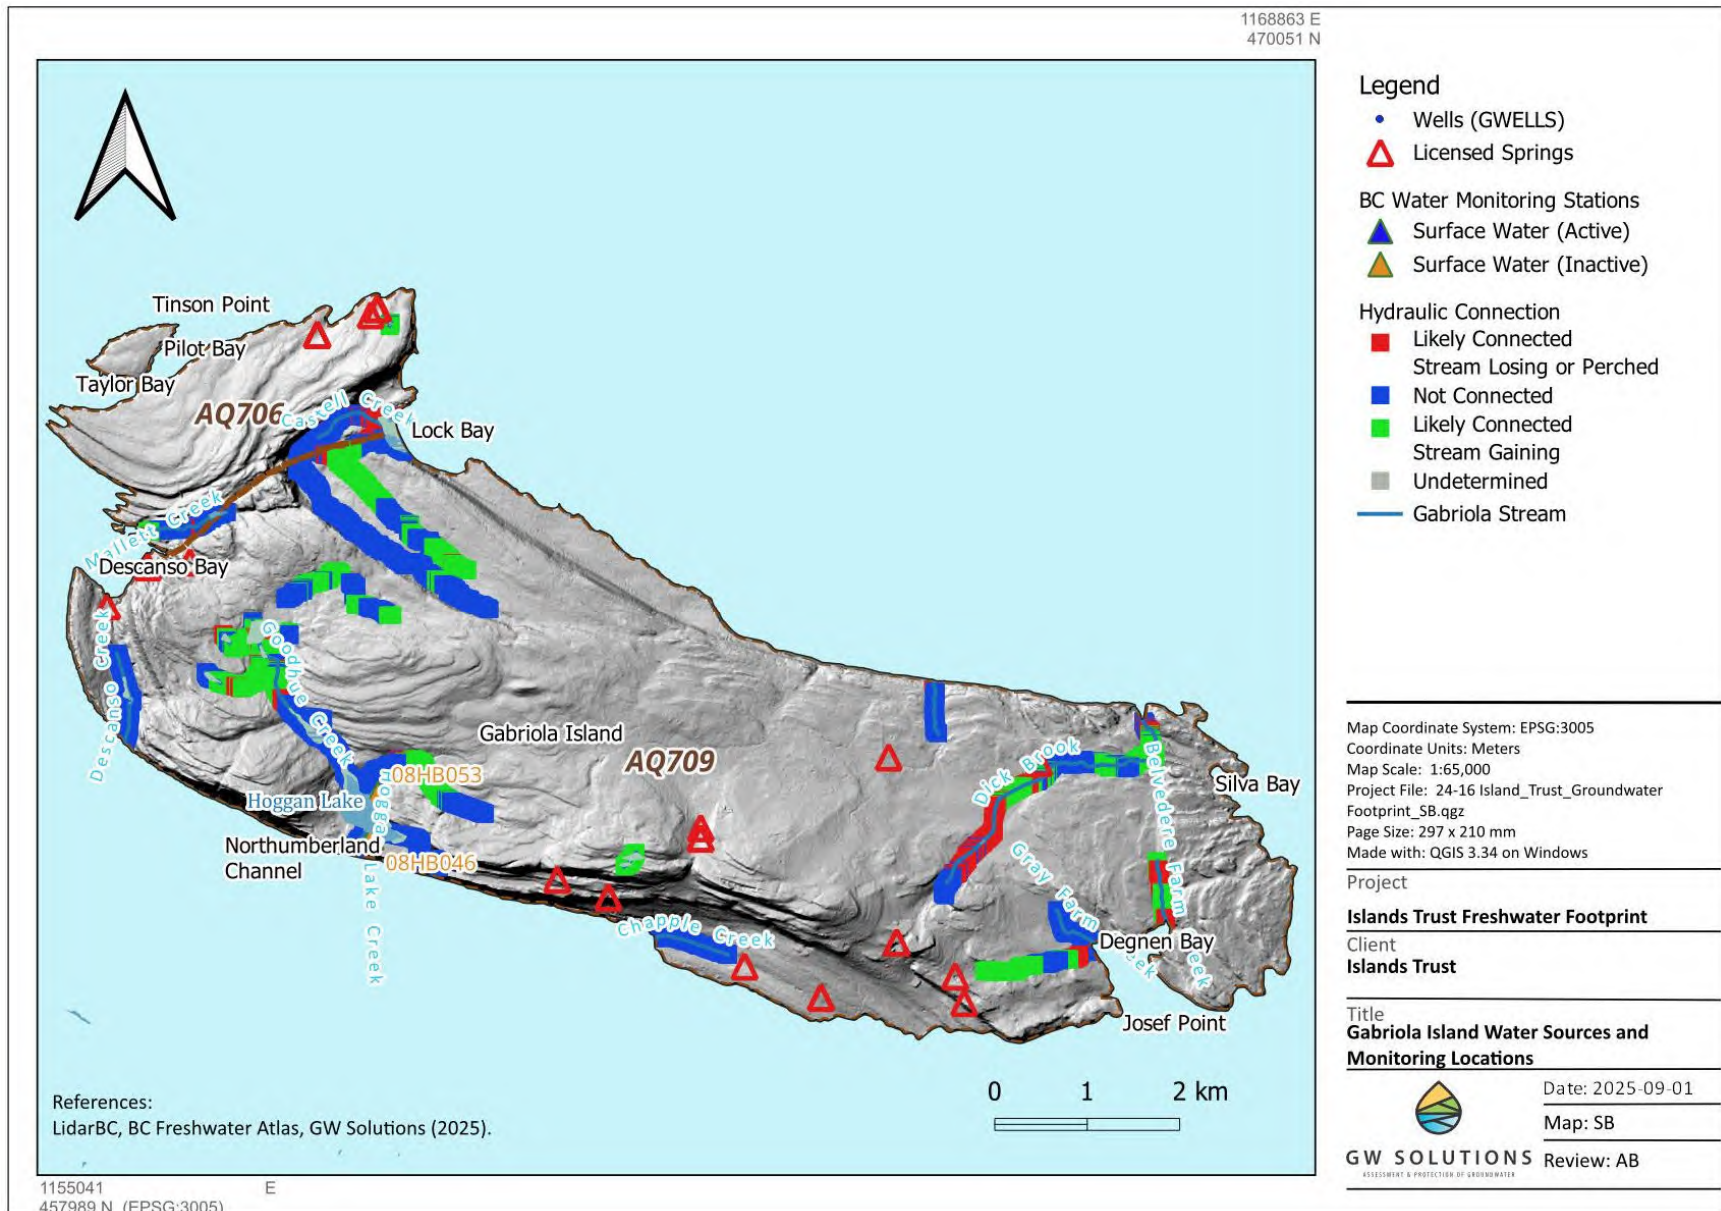 1168863 E
470051 N
Legend
Wells (GWELLS)
Licensed Springs
BC Water Monitoring Stations
Surface Water (Active)
Surface Water (Inactive)
Hydraulic Connection
Likely Connected
Stream Losing or Perched
Not Connected
Likely Connected
Stream Gaining
Undetermined
Gabriola Stream
Tinson Point
Pilot Bay
Taylor Bay
AQ706
Castell Creek
Lock Bay
Mallett Creek
Descanso Bay
Descanso Creek
Goodhue Creek
Gabriola Island
AQ709
08HB053
Hoggan Lake
Hoggan Lake Creek
Northumberland
Channel
08HB046
Chapple Creek
Dick Brook
Belvedere Farm Creek
Silva Bay
Gray Farm Creek
Degnen Bay
Josef Point
0 1 2 km
References:
LidarBC, BC Freshwater Atlas, GW Solutions (2025).
1155041 E
457989 N (EPSG:3005)
Map Coordinate System: EPSG:3005
Coordinate Units: Meters
Map Scale: 1:65,000
Project File: 24-16 Island_Trust_Groundwater
Footprint_SB.qgz
Page Size: 297 x 210 mm
Made with: QGIS 3.34 on Windows
Project
Islands Trust Freshwater Footprint
Client
Islands Trust
Title
Gabriola Island Water Sources and
Monitoring Locations
GW SOLUTIONS
ASSESSMENT & PROTECTION OF GROUNDWATER
Date: 2025-09-01
Map: SB
Review: AB